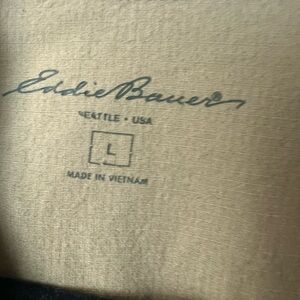 Eddie Bauer®
SEATTLE • USA
L
MADE IN VIETNAM